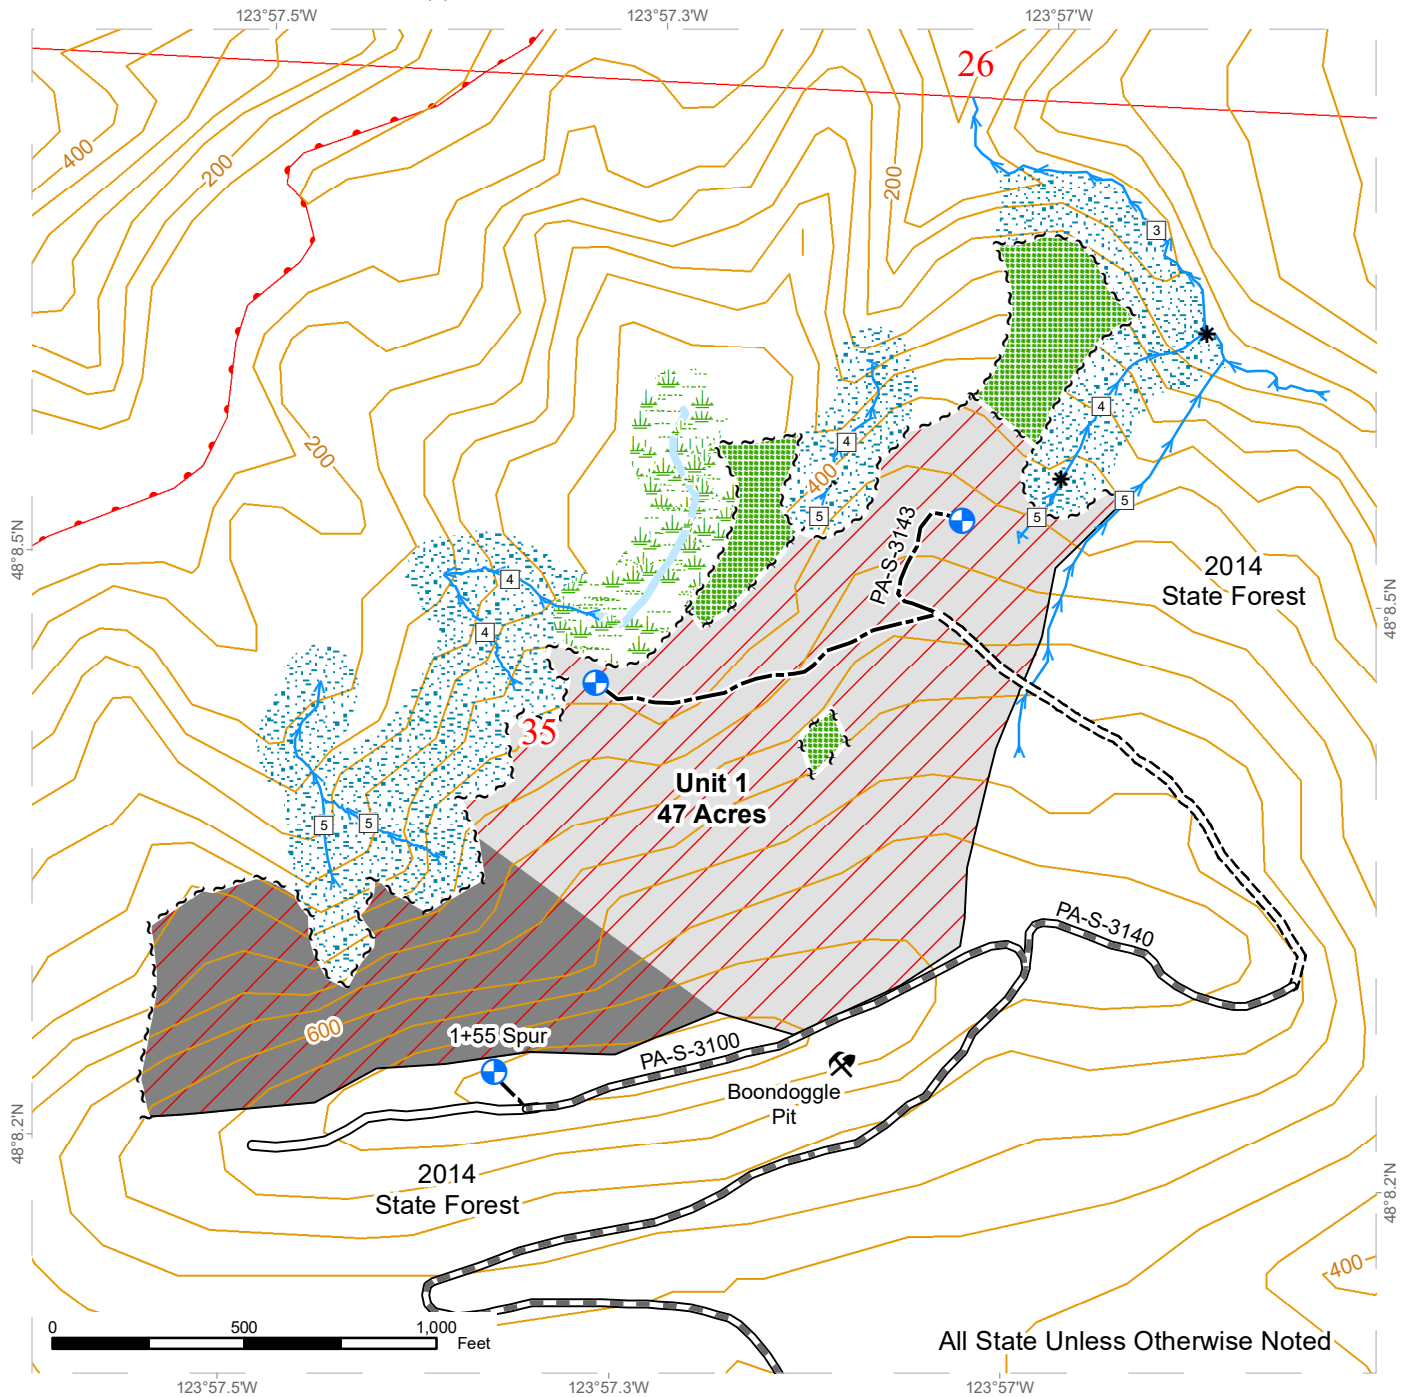 123°57.5'W
123°57.3'W
123°57'W
26
400
200
200
3
200
4
4
400
5
5
5
PA-S-3143
48°8.5'N
2014
State Forest
48°8.5'N
4
4
35
Unit 1
47 Acres
5
5
PA-S-3140
600
1+55 Spur
PA-S-3100
Boondoggle
Pit
48°8.2'N
2014
State Forest
48°8.2'N
400
0
500
1,000
Feet
All State Unless Otherwise Noted
123°57.5'W
123°57.3'W
123°57'W